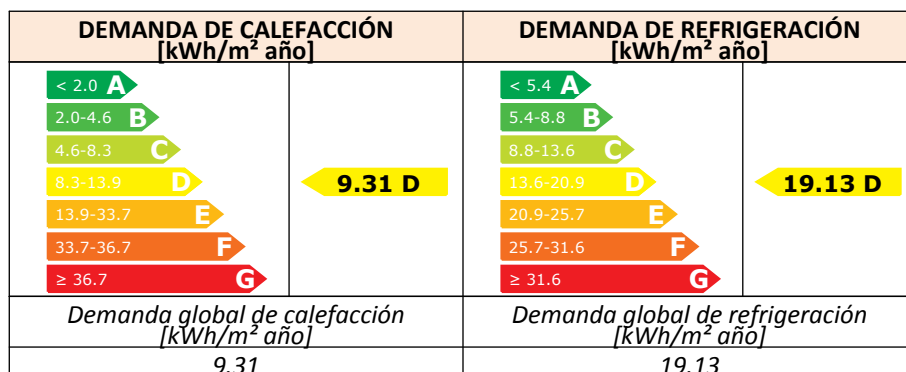 DEMANDA DE CALEFACCIÓN
[kWh/m² año]
DEMANDA DE REFRIGERACIÓN
[kWh/m² año]
< 2.0 A
2.0-4.6 B
4.6-8.3 C
8.3-13.9 D
13.9-33.7 E
33.7-36.7 F
≥ 36.7 G
9.31 D
< 5.4 A
5.4-8.8 B
8.8-13.6 C
13.6-20.9 D
20.9-25.7 E
25.7-31.6 F
≥ 31.6 G
19.13 D
Demanda global de calefacción
[kWh/m² año]
Demanda global de refrigeración
[kWh/m² año]
9.31
19.13